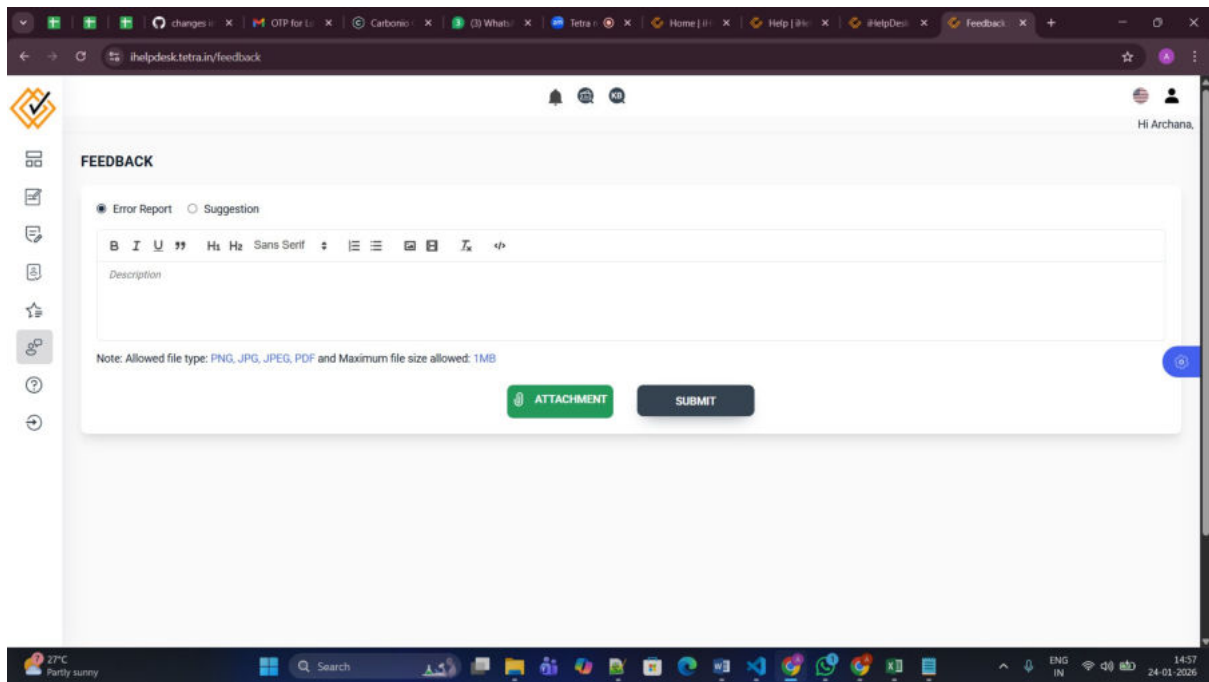 changes i
OTP for Lo
Carbonio
(3) Whats
Tetra
Home | iH
Help | iHe
iHelpDesk
Feedback
ihelpdesk.tetra.in/feedback
A
KB
Hi Archana,
FEEDBACK
Error Report
Suggestion
B I U H1 H2 Sans Serif
Description
Note: Allowed file type: PNG, JPG, JPEG, PDF and Maximum file size allowed: 1MB
ATTACHMENT
SUBMIT
27°C
Partly sunny
Search
ENG
IN
14:57
24-01-2026